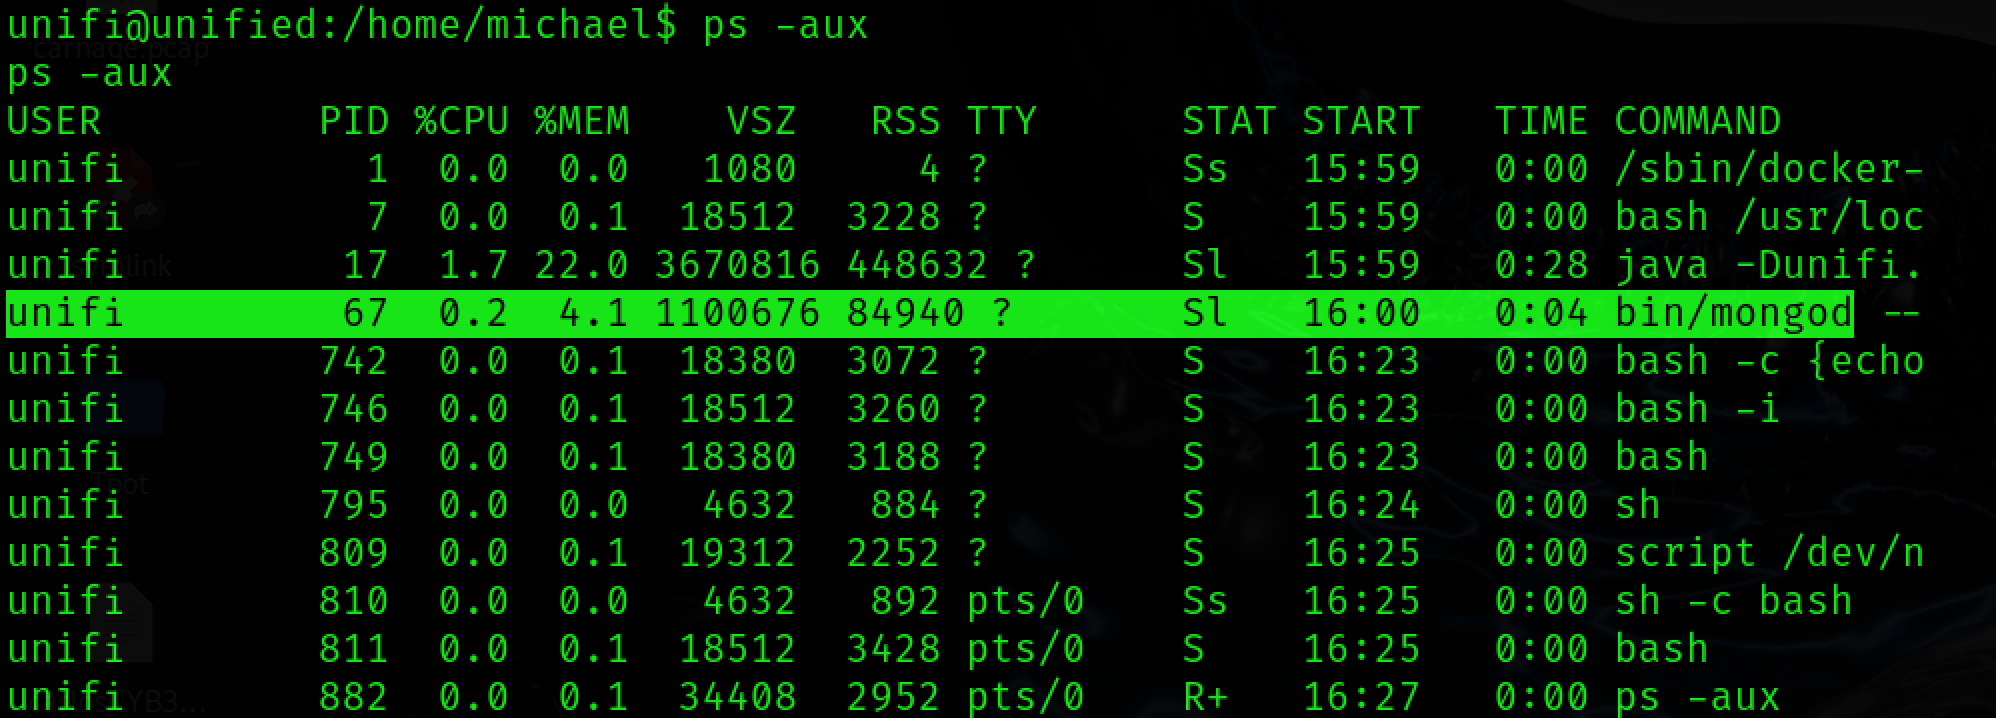 unifi@unified:/home/michael$ ps -aux
ps -aux
USER PID %CPU %MEM VSZ RSS TTY STAT START TIME COMMAND
unifi 1 0.0 0.0 1080 4 ? Ss 15:59 0:00 /sbin/docker-
unifi 7 0.0 0.1 18512 3228 ? S 15:59 0:00 bash /usr/loc
unifi 17 1.7 22.0 3670816 448632 ? Sl 15:59 0:28 java -Dunifi.
unifi 67 0.2 4.1 1100676 84940 ? Sl 16:00 0:04 bin/mongod --
unifi 742 0.0 0.1 18380 3072 ? S 16:23 0:00 bash -c {echo
unifi 746 0.0 0.1 18512 3260 ? S 16:23 0:00 bash -i
unifi 749 0.0 0.1 18380 3188 ? S 16:23 0:00 bash
unifi 795 0.0 0.0 4632 884 ? S 16:24 0:00 sh
unifi 809 0.0 0.1 19312 2252 ? S 16:25 0:00 script /dev/n
unifi 810 0.0 0.0 4632 892 pts/0 Ss 16:25 0:00 sh -c bash
unifi 811 0.0 0.1 18512 3428 pts/0 S 16:25 0:00 bash
unifi 882 0.0 0.1 34408 2952 pts/0 R+ 16:27 0:00 ps -aux
carnage.pcap